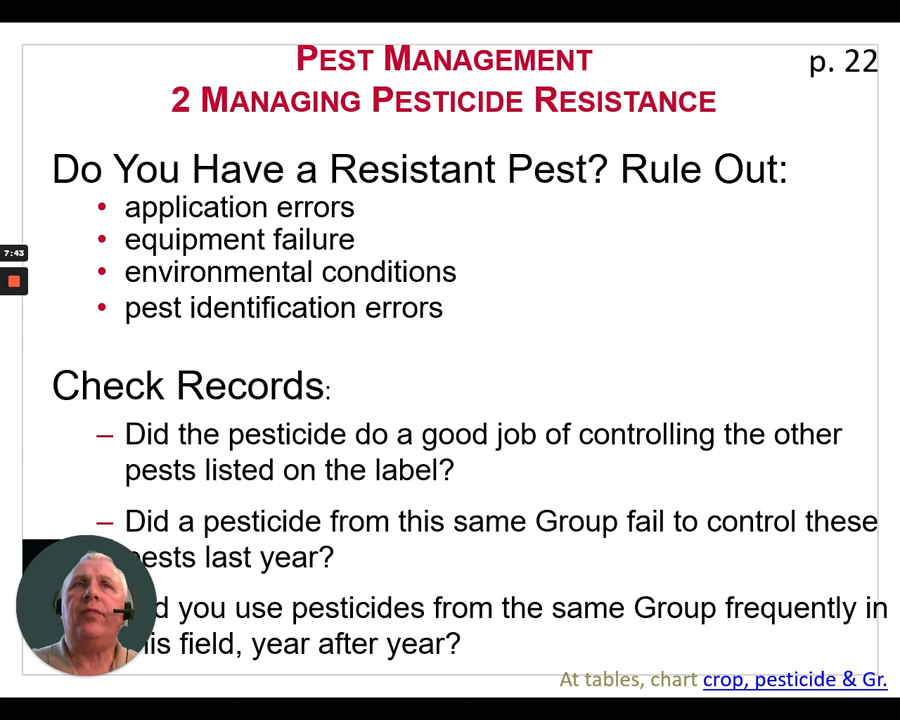 PEST MANAGEMENT
p. 22
2 MANAGING PESTICIDE RESISTANCE
Do You Have a Resistant Pest? Rule Out:
• application errors
• equipment failure
7:43
• environmental conditions
• pest identification errors
Check Records:
– Did the pesticide do a good job of controlling the other
pests listed on the label?
– Did a pesticide from this same Group fail to control these
ests last year?
d you use pesticides from the same Group frequently in
is field, year after year?
At tables, chart crop, pesticide & Gr.